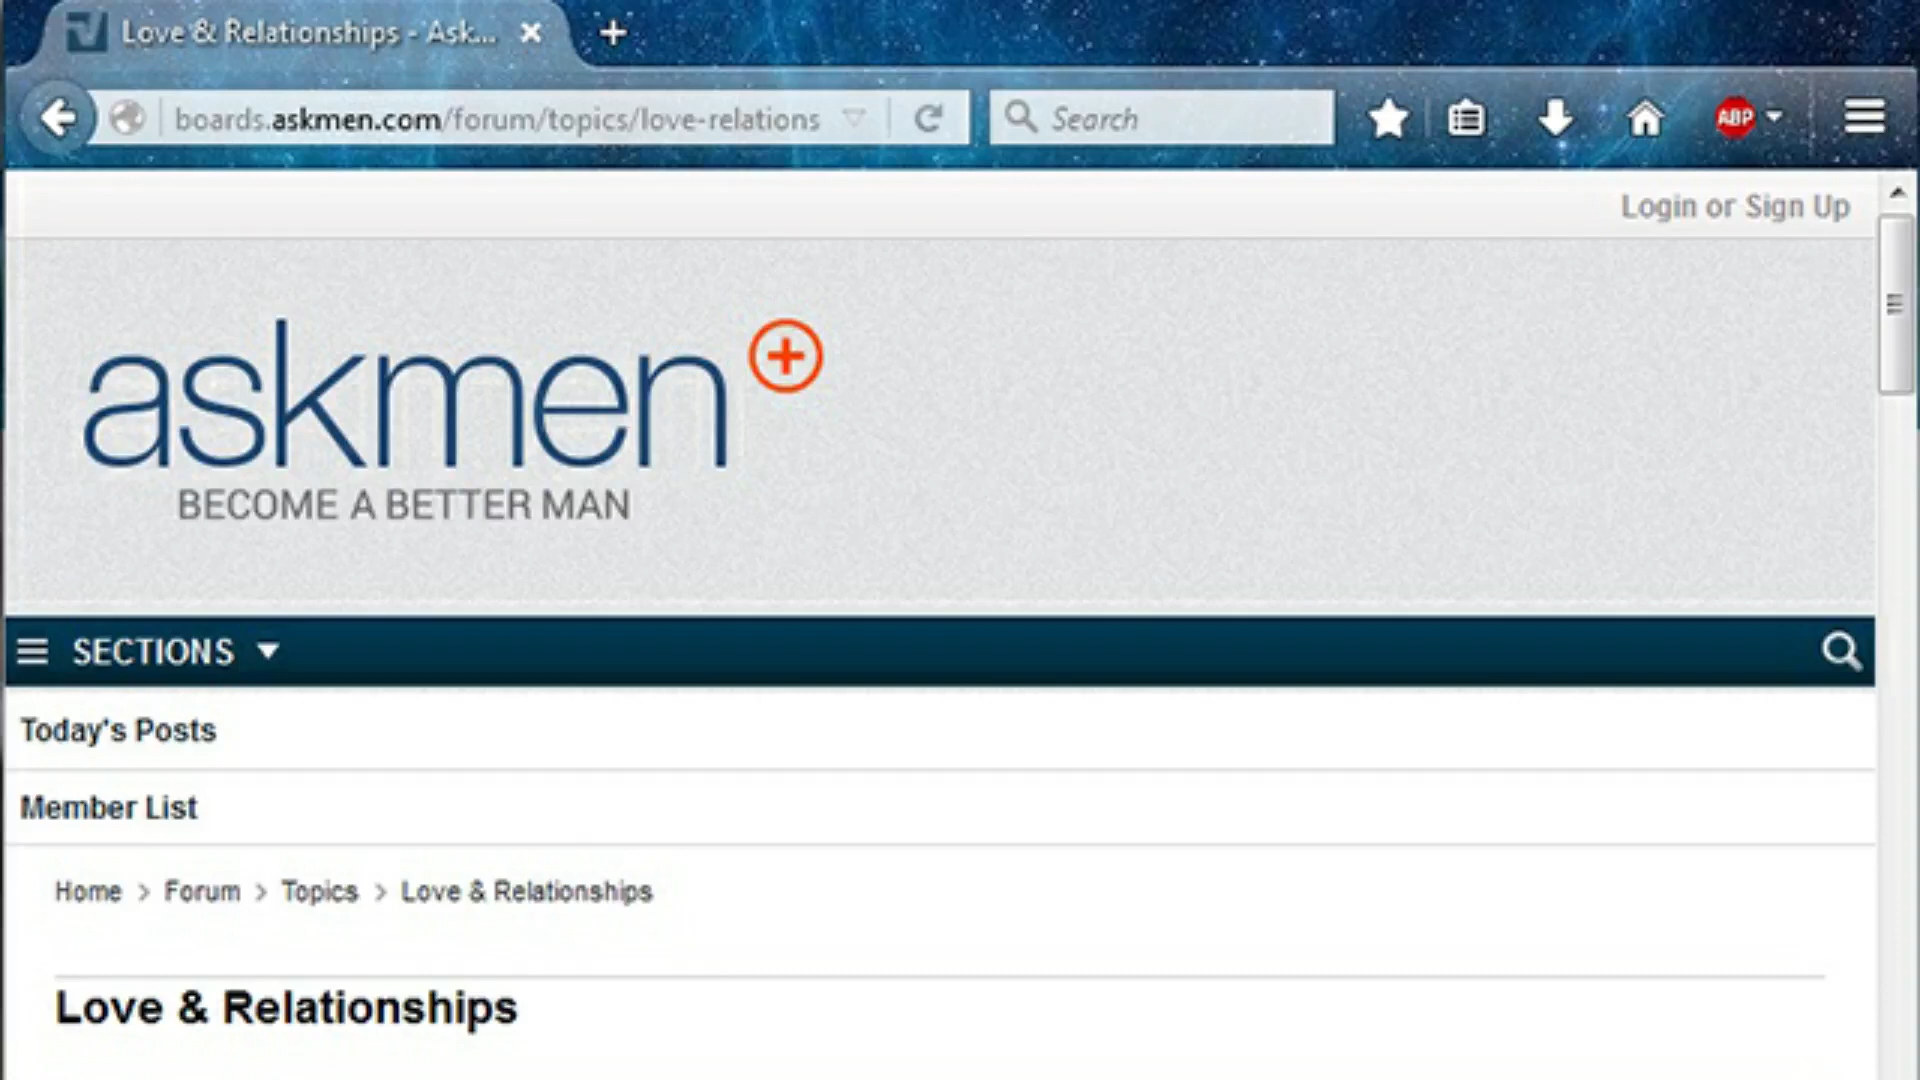 Love & Relationships - Ask...
boards.askmen.com/forum/topics/love-relations
Search
ABP
Login or Sign Up
askmen
BECOME A BETTER MAN
SECTIONS
Today's Posts
Member List
Home > Forum > Topics > Love & Relationships
Love & Relationships